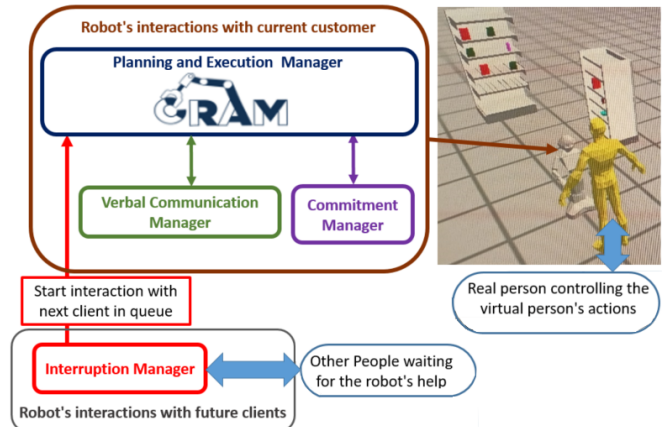 Robot's interactions with current customer
Planning and Execution Manager
CRAM
Verbal Communication
Manager
Commitment
Manager
Start interaction with
next client in queue
Real person controlling the
virtual person's actions
Interruption Manager
Other People waiting
for the robot's help
Robot's interactions with future clients